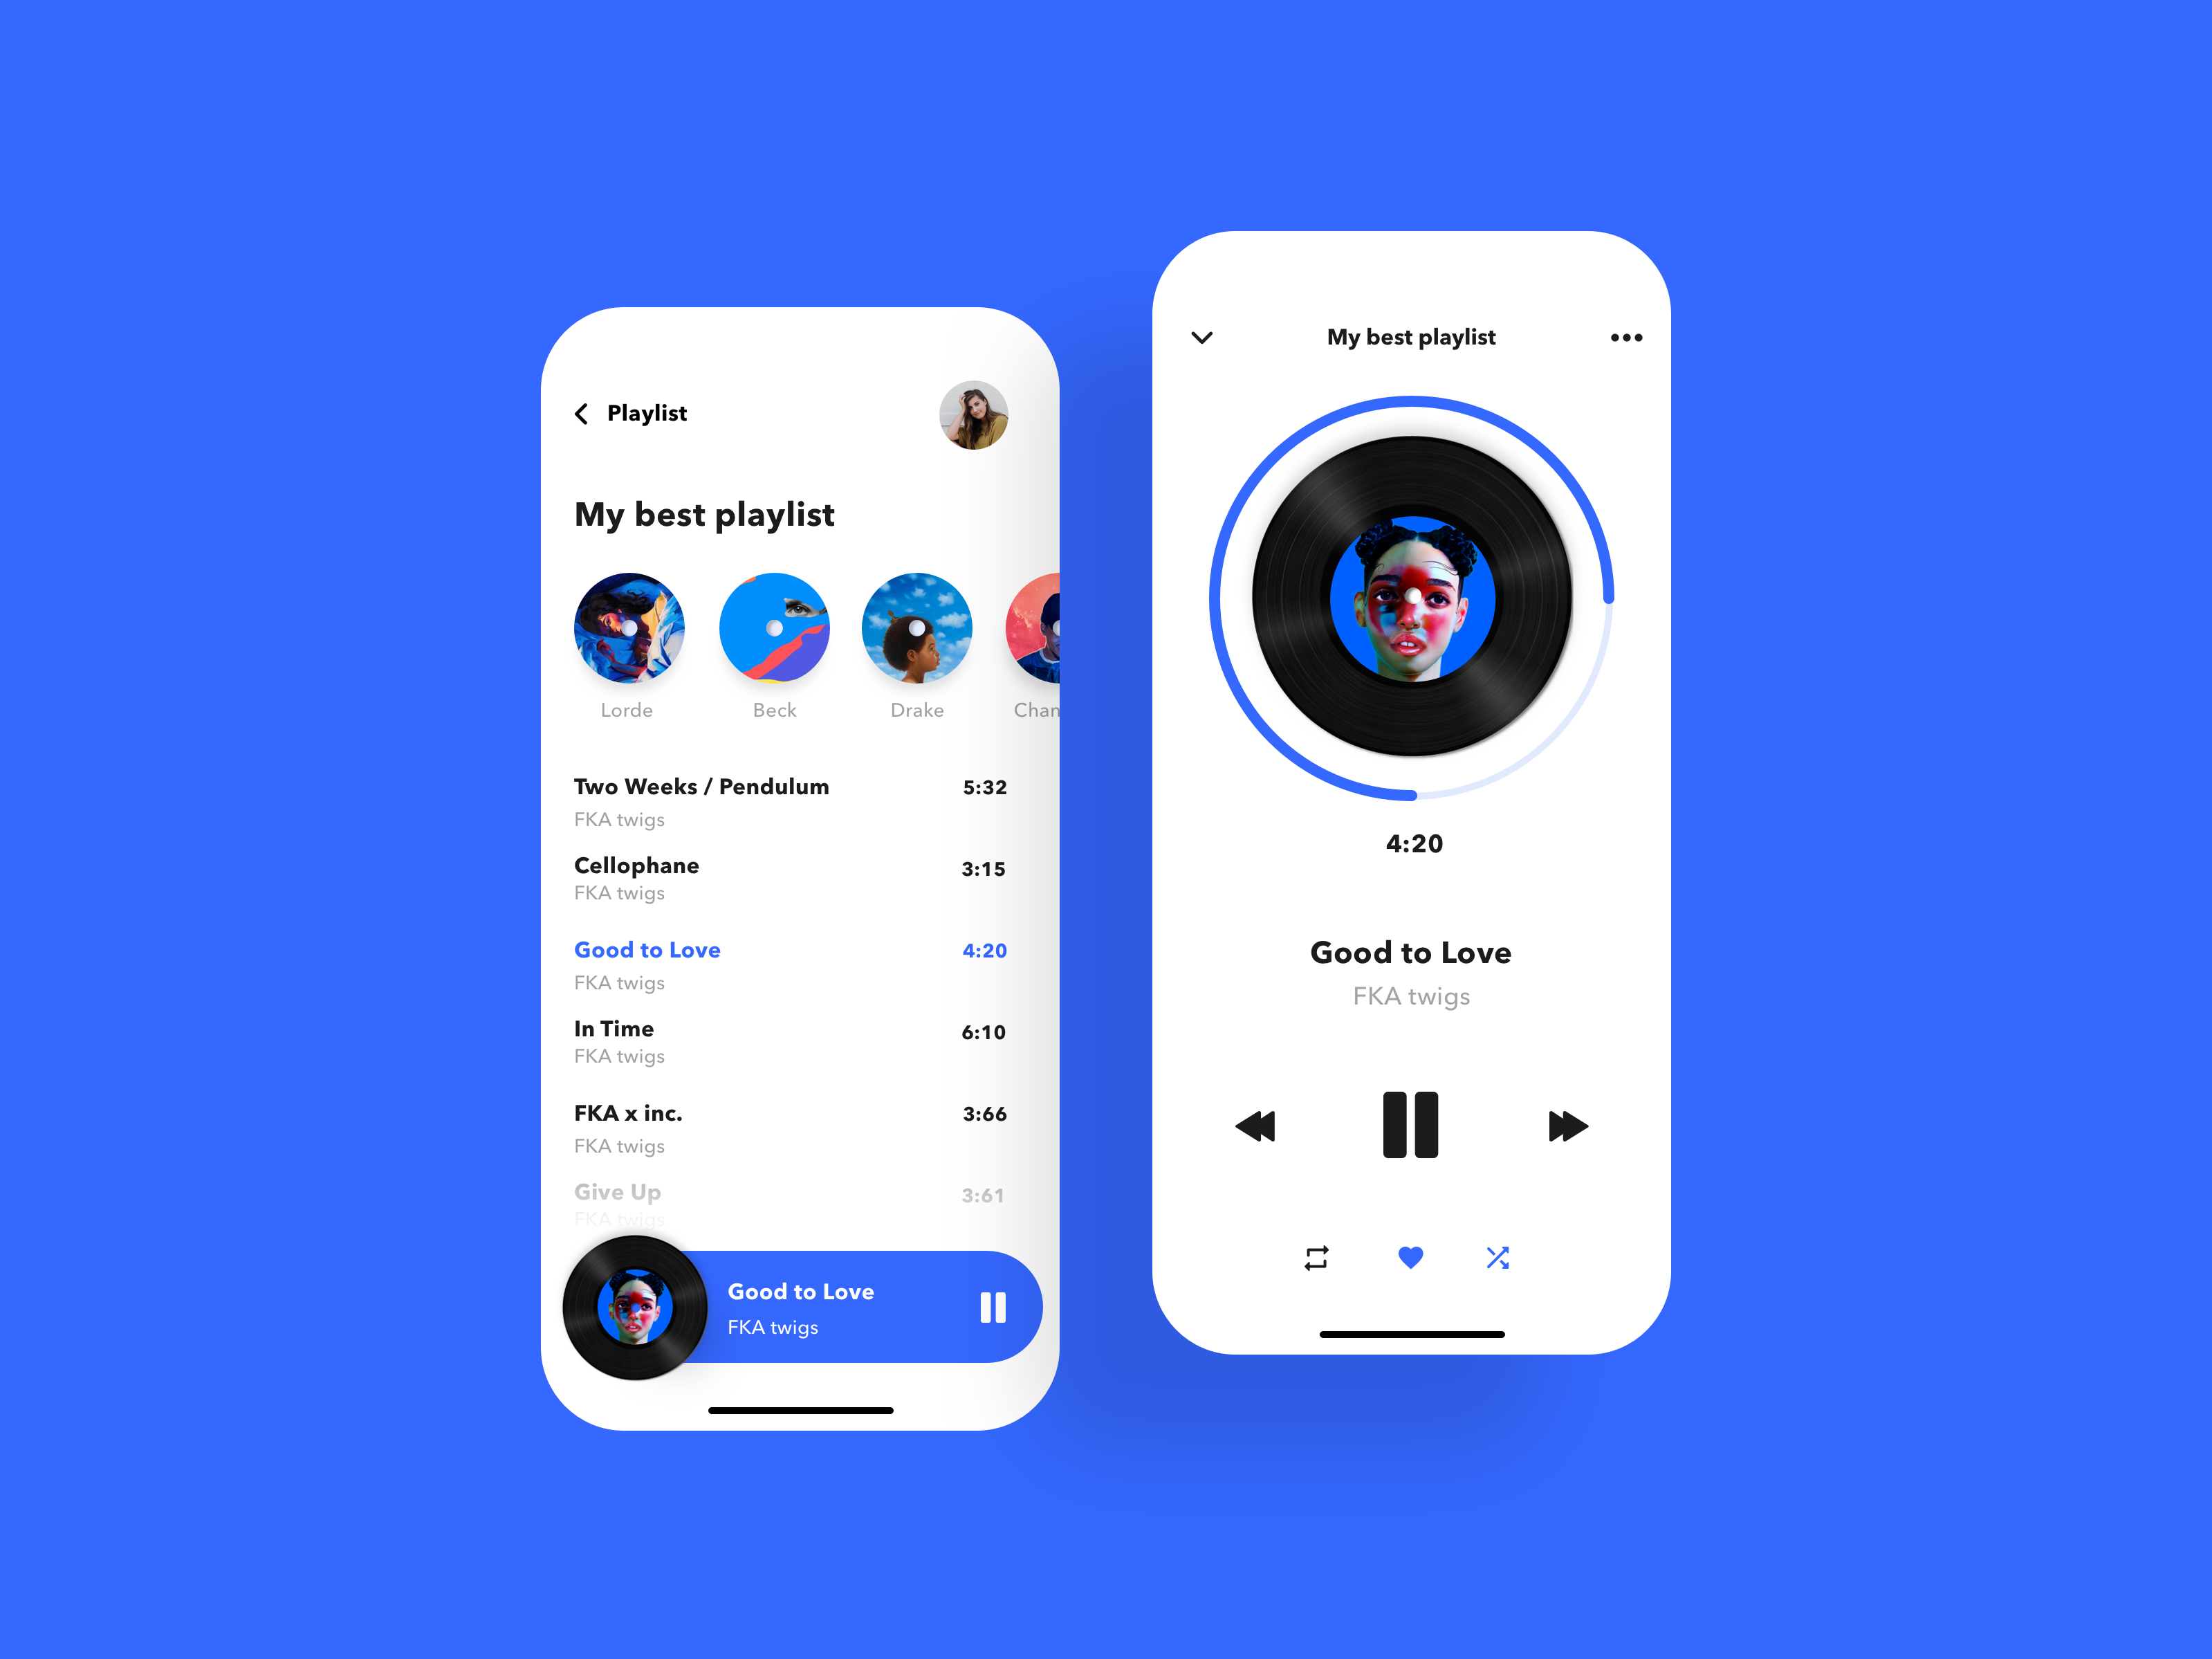 Playlist
My best playlist
Lorde
Beck
Drake
Chan
Two Weeks / Pendulum
5:32
FKA twigs
Cellophane
3:15
FKA twigs
Good to Love
4:20
FKA twigs
In Time
6:10
FKA twigs
FKA x inc.
3:66
FKA twigs
Give Up
3:61
FKA twigs
Good to Love
FKA twigs
My best playlist
4:20
Good to Love
FKA twigs